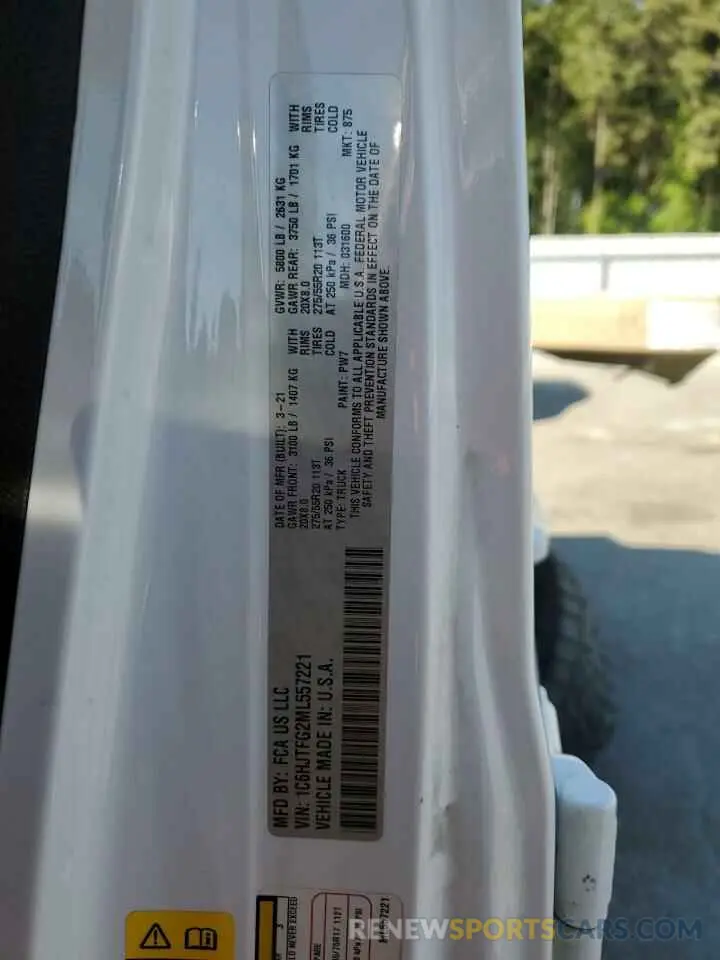 MFD BY: FCA US LLC
VIN: 1C6HJTFG2ML557221
VEHICLE MADE IN: U.S.A.
DATE OF MFR (BUILT): 3-21
GVWR: 5800 LB / 2631 KG
GAWR FRONT: 3100 LB / 1407 KG WITH
GAWR REAR: 3750 LB / 1701 KG WITH
20X8.0 RIMS
20X8.0 RIMS
275/55R20 113T TIRES
275/55R20 113T TIRES
AT 250 kPa / 36 PSI COLD
AT 250 kPa / 36 PSI COLD
TYPE: TRUCK PAINT: PW7 MDH: 031600 MKT: 875
THIS VEHICLE CONFORMS TO ALL APPLICABLE U.S.A. FEDERAL MOTOR VEHICLE
SAFETY AND THEFT PREVENTION STANDARDS IN EFFECT ON THE DATE OF
MANUFACTURE SHOWN ABOVE.
LD NEVER EXCEED
RENEWSPORTSCARS.COM